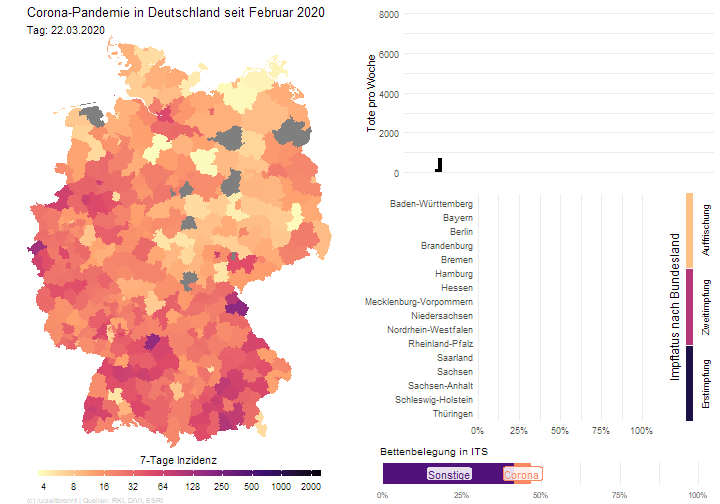 Corona-Pandemie in Deutschland seit Februar 2020
Tag: 22.03.2020
7-Tage Inzidenz
4 8 16 32 64 125 250 500 1000 2000
| Quellen: RKI, DIVI, ESRI
Tote pro Woche
8000
6000
4000
2000
0
Baden-Württemberg
Bayern
Berlin
Brandenburg
Bremen
Hamburg
Hessen
Mecklenburg-Vorpommern
Niedersachsen
Nordrhein-Westfalen
Rheinland-Pfalz
Saarland
Sachsen
Sachsen-Anhalt
Schleswig-Holstein
Thüringen
0% 25% 50% 75% 100%
Impftatus nach Bundesland
Auffrischung
Zweitimpfung
Erstimpfung
Bettenbelegung in ITS
Sonstige Corona
0% 25% 50% 75% 100%